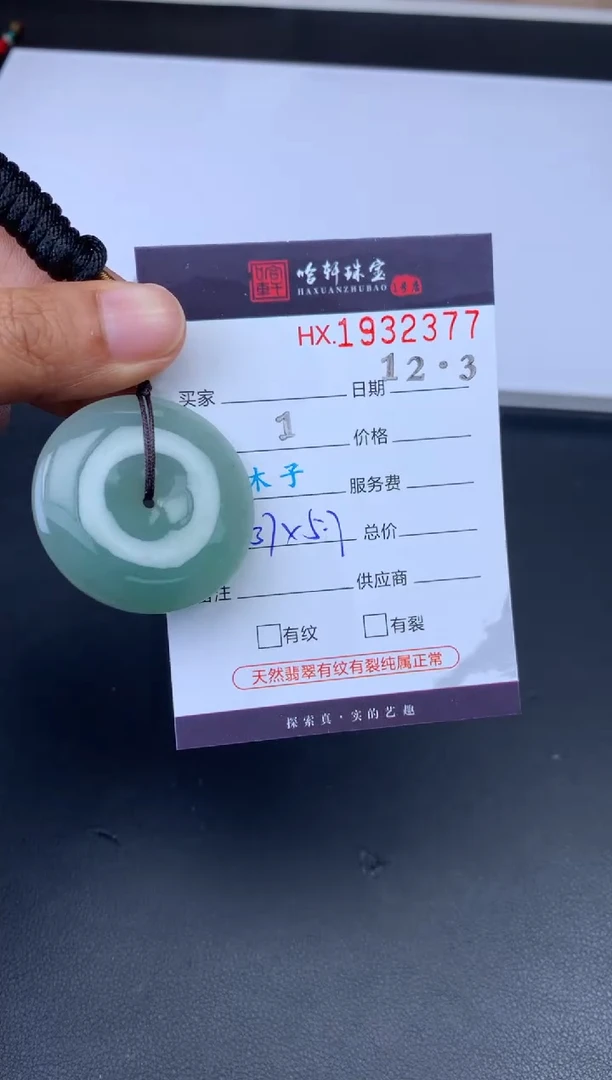 哈轩珠宝
HAXUANZHUBAO
HX.1932377
12·3
买家 日期
1 价格
木子 服务费
37×5.7 总价
注 供应商
有纹 有裂
天然翡翠有纹有裂纯属正常
探索真·实的艺趣